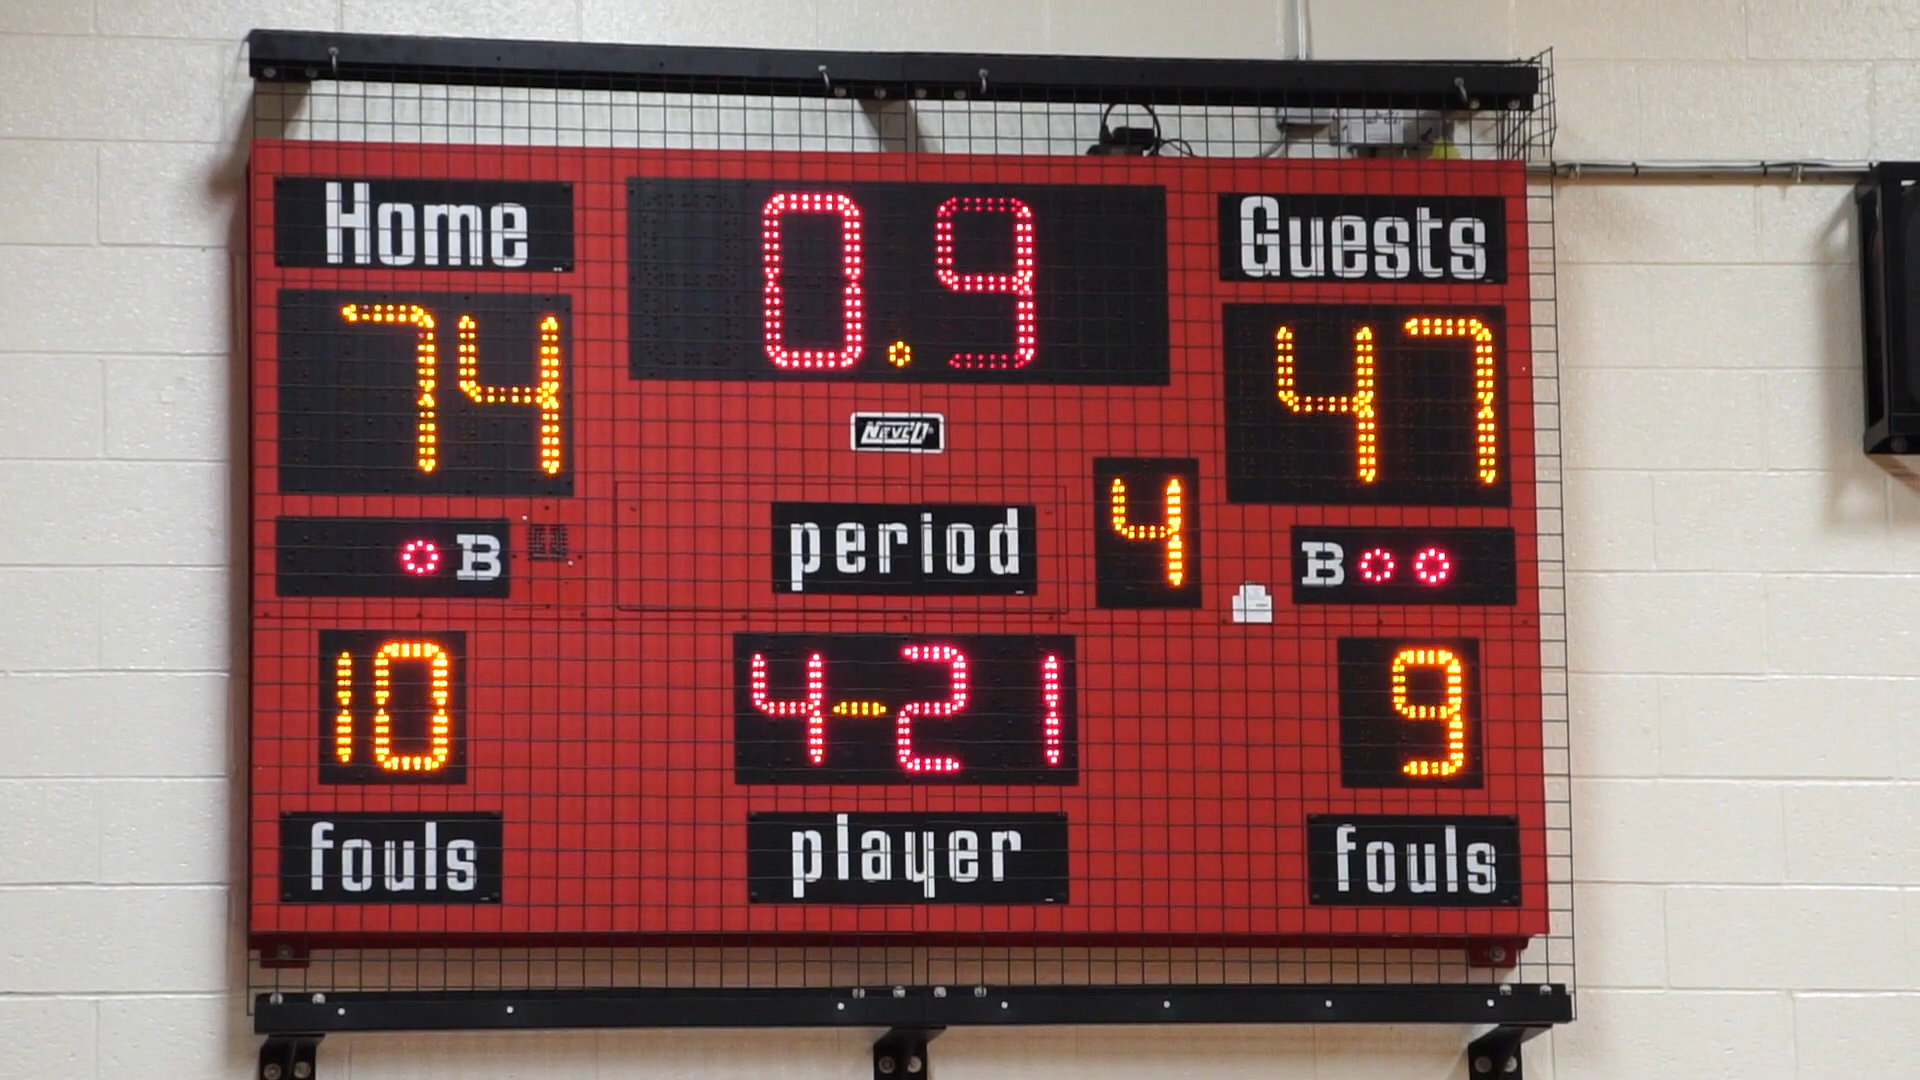 Home 0.9 Guests
74 47
NEVCO
B period 4 B
10 4-21 9
fouls player fouls